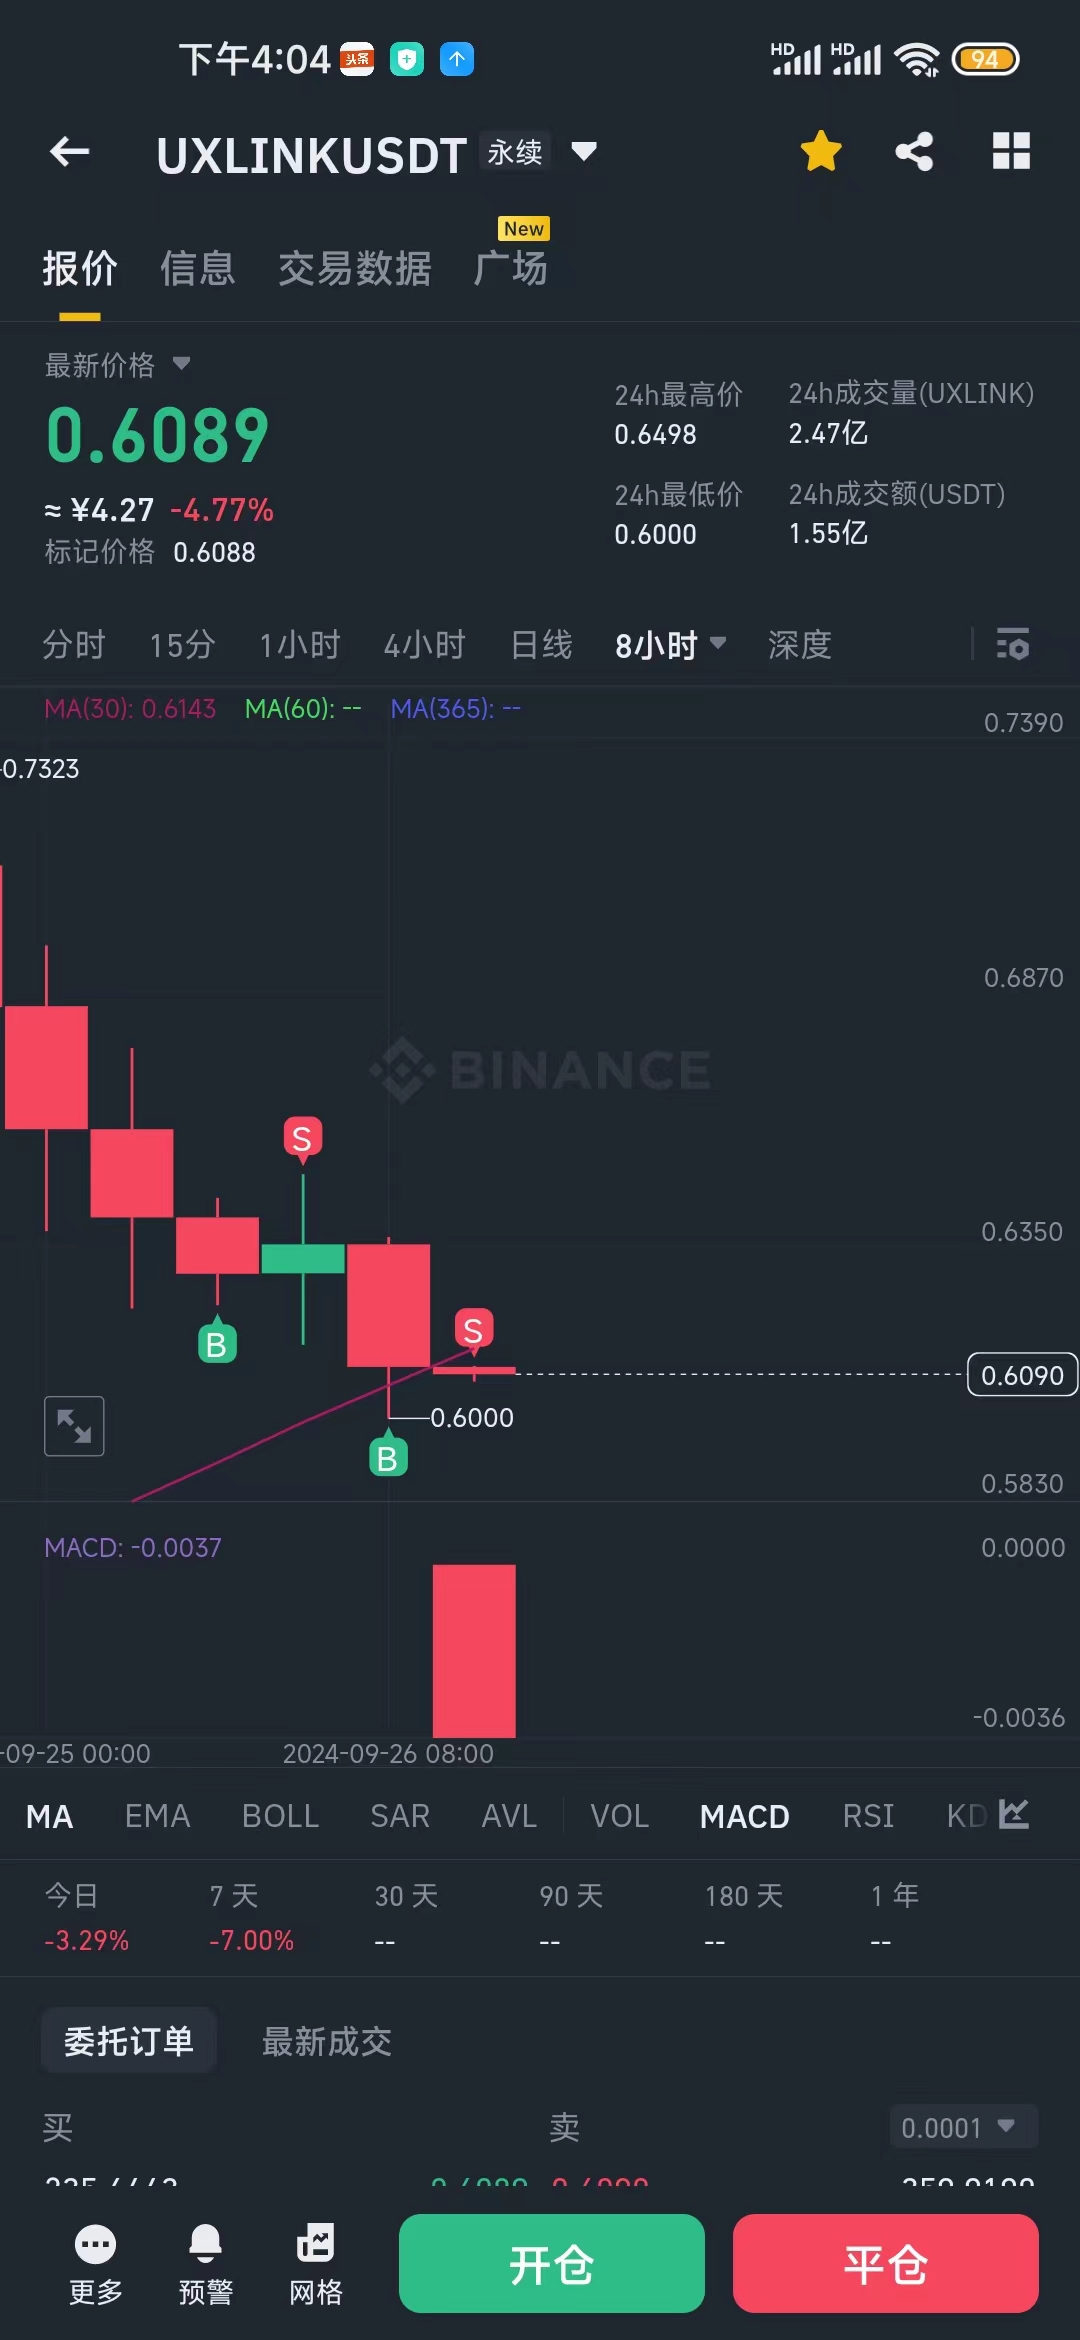 下午4:04 头条 HD HD 94
UXLINKUSDT 永续
New
报价 信息 交易数据 广场
最新价格
0.6089
≈ ¥4.27 -4.77%
标记价格 0.6088
24h最高价 24h成交量(UXLINK)
0.6498 2.47亿
24h最低价 24h成交额(USDT)
0.6000 1.55亿
分时 15分 1小时 4小时 日线 8小时 深度
MA(30): 0.6143 MA(60): -- MA(365): --
0.7390
0.7323
0.6870
BINANCE
S
0.6350
S
B
0.6090
0.6000
B
0.5830
MACD: -0.0037 0.0000
-0.0036
-09-25 00:00 2024-09-26 08:00
MA EMA BOLL SAR AVL VOL MACD RSI KD
今日 7 天 30 天 90 天 180 天 1 年
-3.29% -7.00% -- -- -- --
委托订单 最新成交
买 卖 0.0001
更多 预警 网格 开仓 平仓